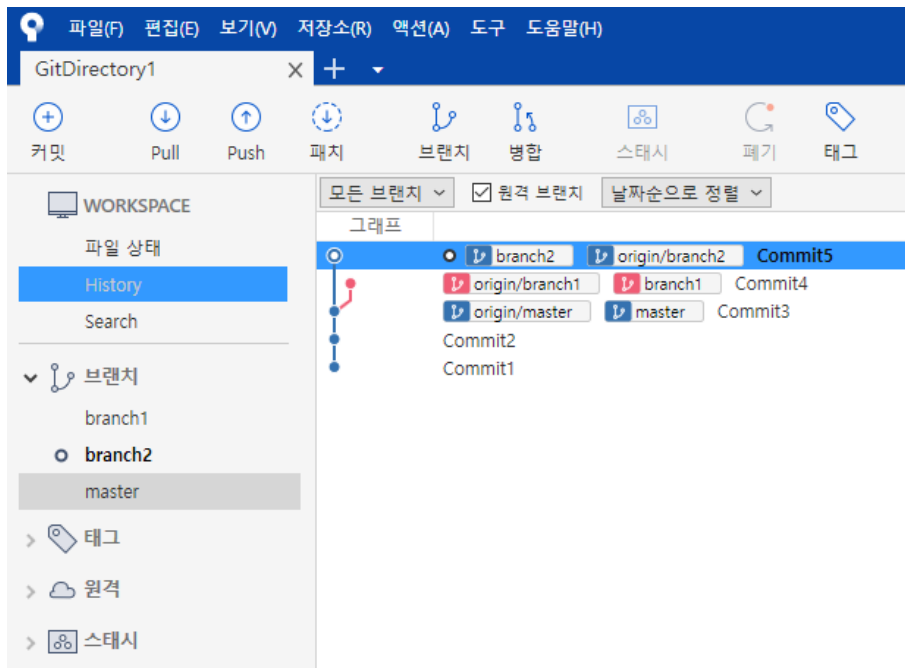 파일(F) 편집(E) 보기(V) 저장소(R) 액션(A) 도구 도움말(H)
GitDirectory1
커밋 Pull Push 패치 브랜치 병합 스태시 폐기 태그
WORKSPACE
파일 상태
History
Search
브랜치
branch1
branch2
master
태그
원격
스태시
모든 브랜치 원격 브랜치 날짜순으로 정렬
그래프
branch2 origin/branch2 Commit5
origin/branch1 branch1 Commit4
origin/master master Commit3
Commit2
Commit1